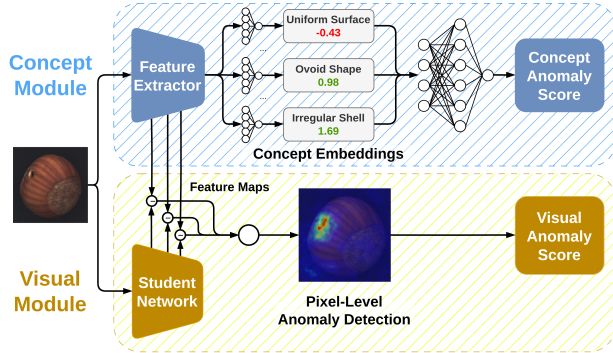 Concept
Module
Feature
Extractor
Uniform Surface
-0.43
...
Ovoid Shape
0.98
...
Irregular Shell
1.69
Concept Embeddings
Concept
Anomaly
Score
Feature Maps
Visual
Module
Student
Network
Pixel-Level
Anomaly Detection
Visual
Anomaly
Score